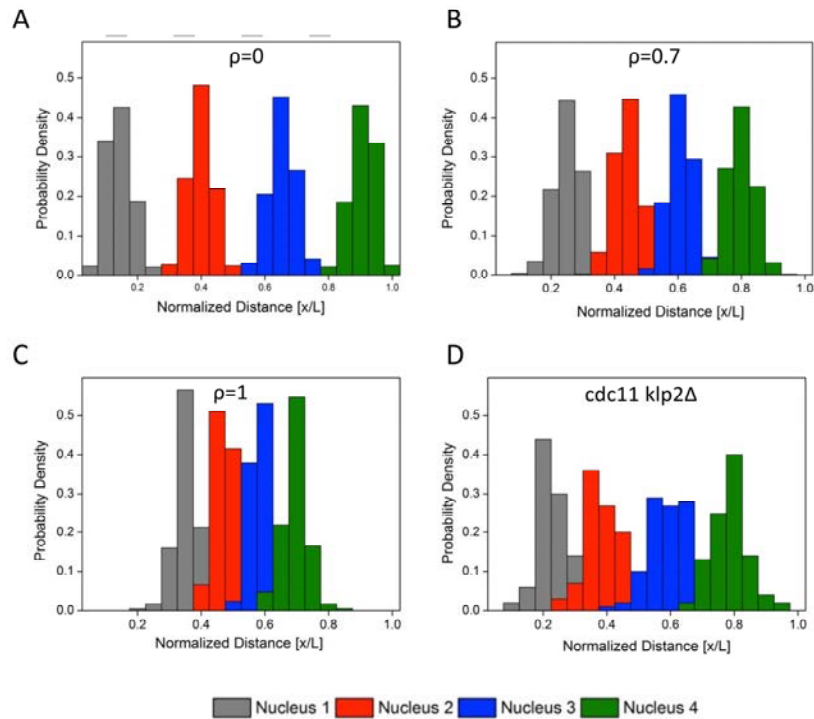 A
ρ=0
Probability Density
0.5
0.4
0.3
0.2
0.1
0.0
0.2
0.4
0.6
0.8
1.0
Normalized Distance [x/L]
B
ρ=0.7
Probability Density
0.5
0.4
0.3
0.2
0.1
0.0
0.2
0.4
0.6
0.8
1.0
Normalized Distance [x/L]
C
ρ=1
Probability Density
0.5
0.4
0.3
0.2
0.1
0.0
0.2
0.4
0.6
0.8
1.0
Normalized Distance [x/L]
D
cdc11 klp2Δ
Probability Density
0.5
0.4
0.3
0.2
0.1
0.0
0.2
0.4
0.6
0.8
1.0
Normalized Distance [x/L]
Nucleus 1 Nucleus 2 Nucleus 3 Nucleus 4